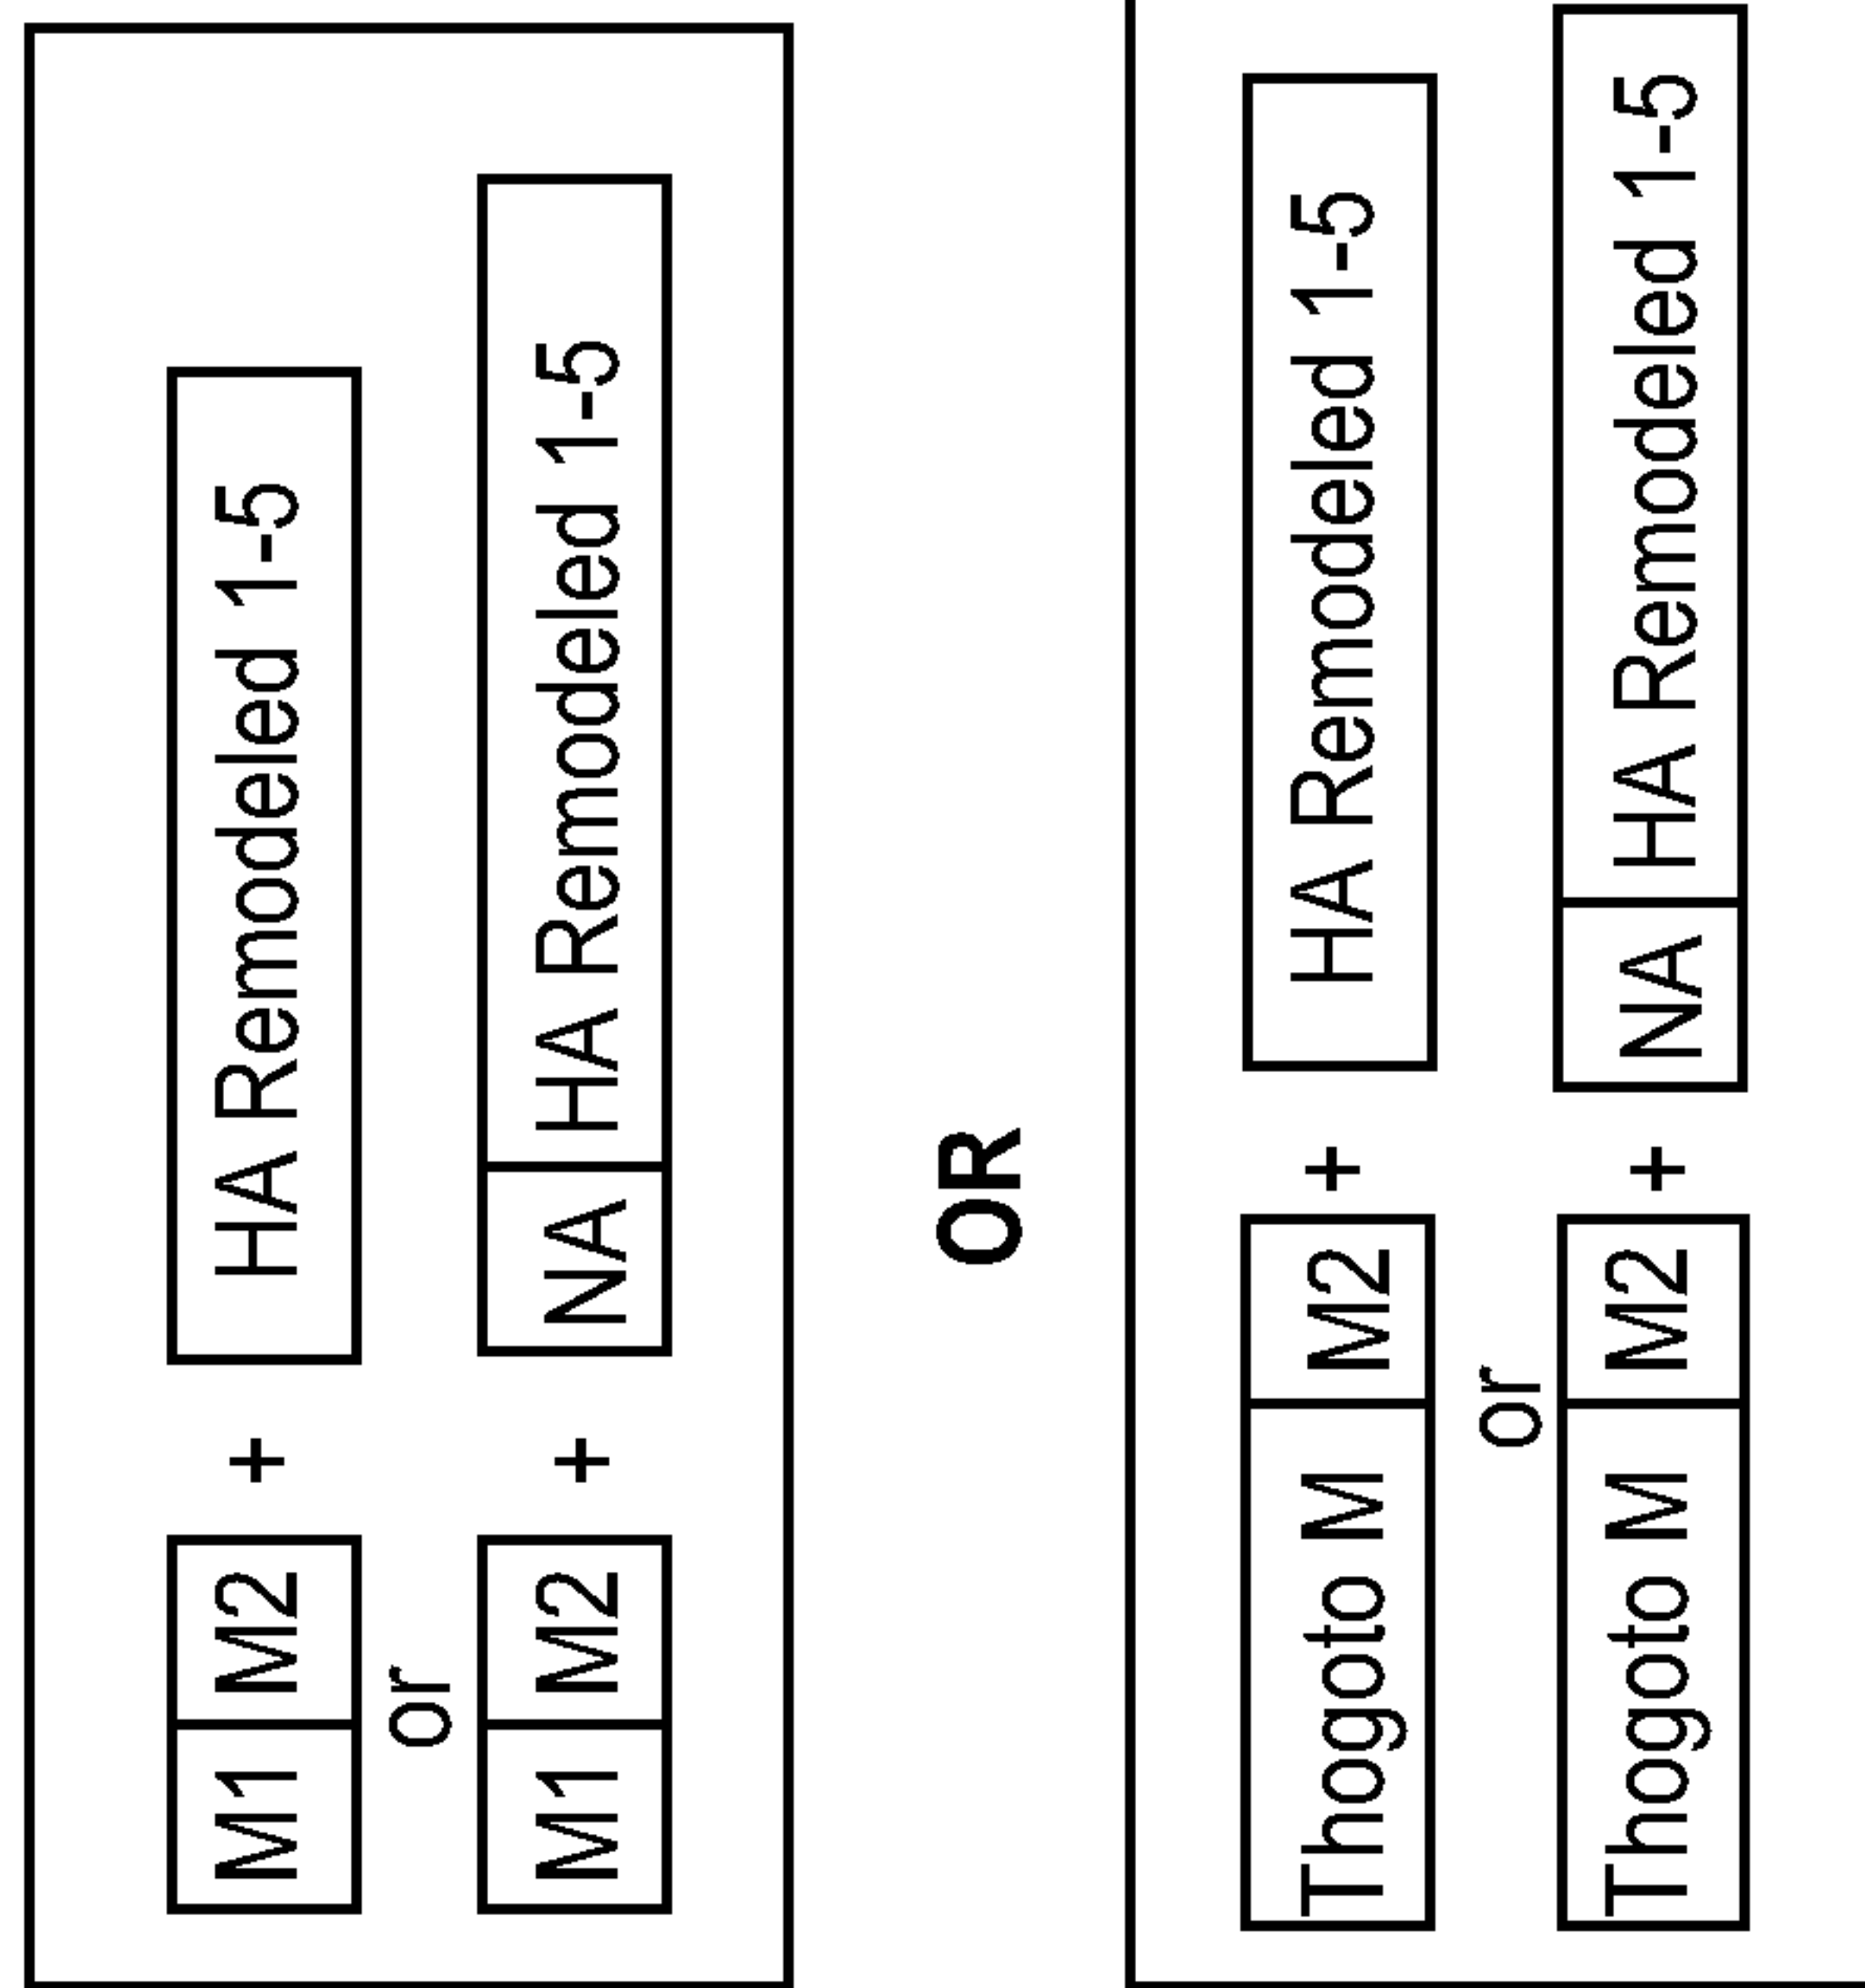 M1 M2 + HA Remodeled 1-5
or
M1 M2 + NA HA Remodeled 1-5
OR
Thogoto M M2 + HA Remodeled 1-5
or
Thogoto M M2 + NA HA Remodeled 1-5